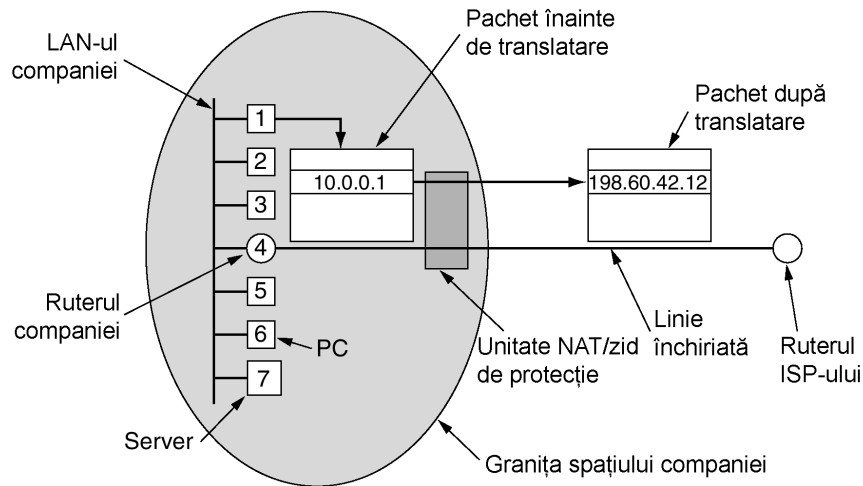 Pachet înainte
de translatare
LAN-ul
companiei
Pachet după
translatare
1
2
3
4
5
6
7
10.0.0.1
198.60.42.12
Ruterul
companiei
PC
Server
Unitate NAT/zid
de protecție
Linie
închiriată
Ruterul
ISP-ului
Granița spațiului companiei